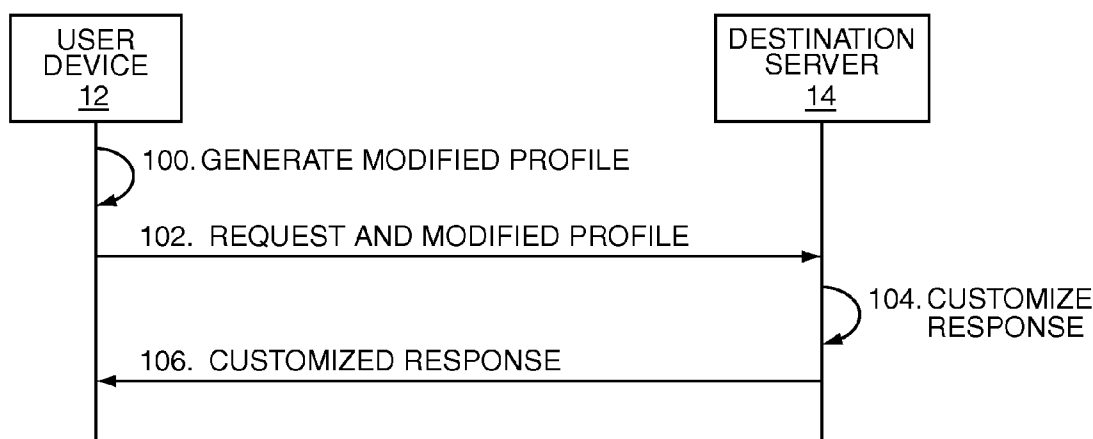 USER
DEVICE
12
DESTINATION
SERVER
14
100. GENERATE MODIFIED PROFILE
102. REQUEST AND MODIFIED PROFILE
104. CUSTOMIZE
RESPONSE
106. CUSTOMIZED RESPONSE